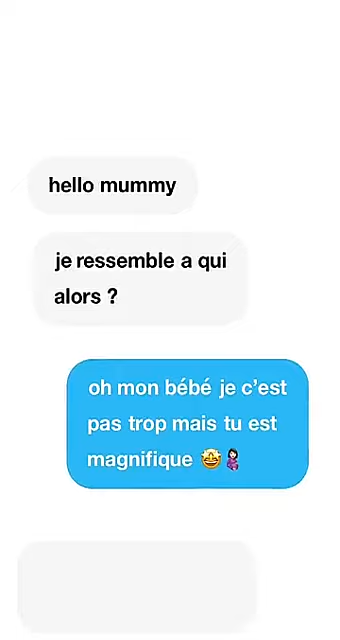 hello mummy
je ressemble a qui
alors ?
oh mon bébé je c'est
pas trop mais tu est
magnifique 🤩🤰🏻